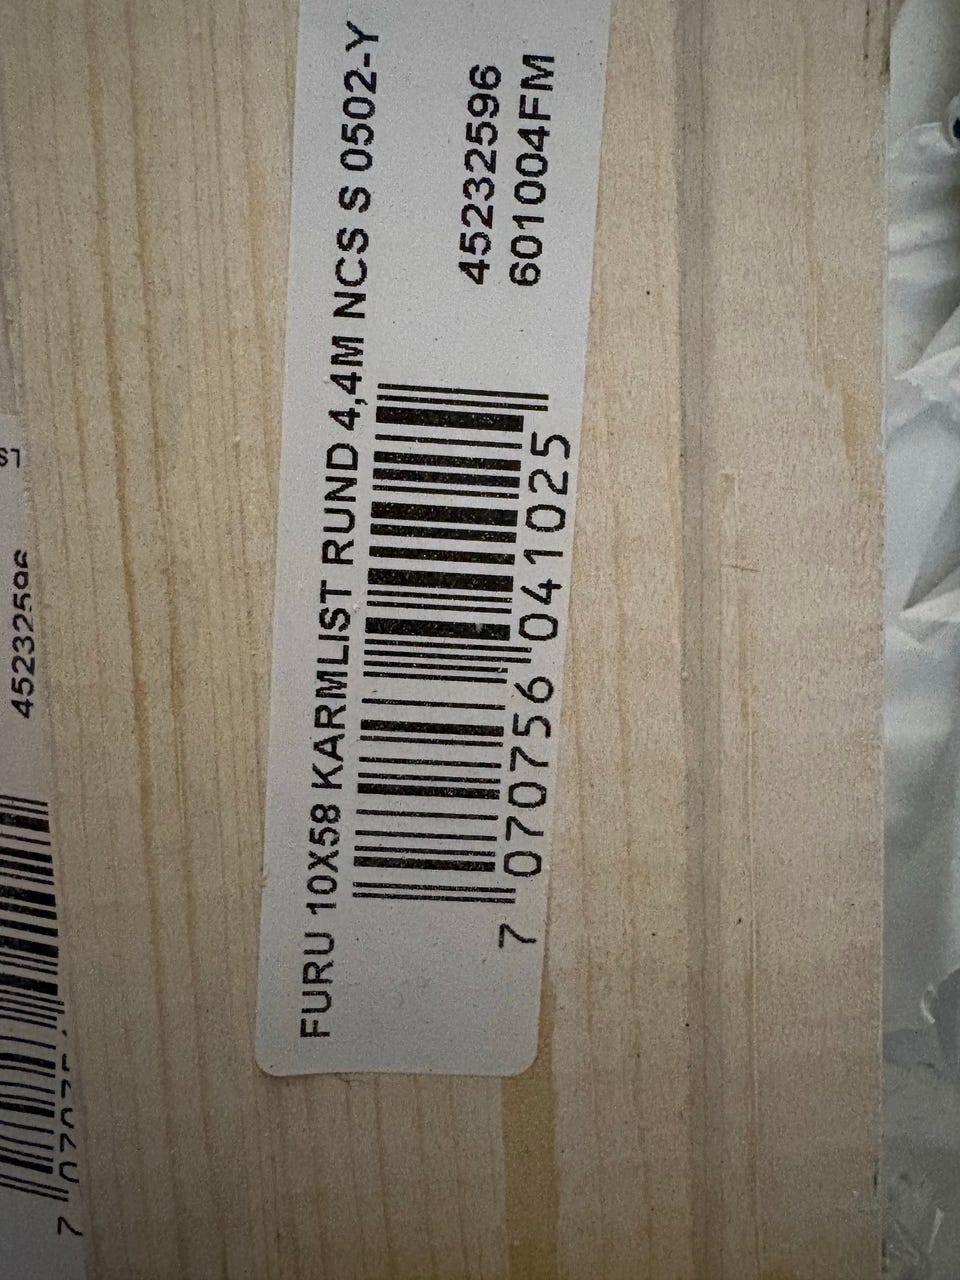 FURU 10X58 KARMLIST RUND 4,4M NCS S 0502-Y
45232596
601004FM
7 070756 041025
45232596